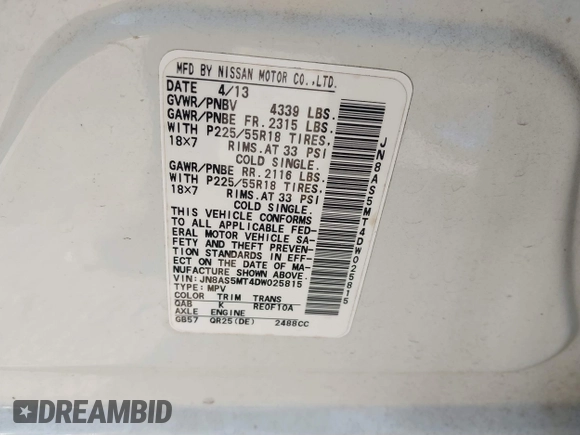 MFD BY NISSAN MOTOR CO.,LTD.
DATE 4/13
GVWR/PNBV 4339 LBS.
GAWR/PNBE FR. 2315 LBS.
WITH P225/55R18 TIRES,
18×7 RIMS.AT 33 PSI
COLD SINGLE.
GAWR/PNBE RR. 2116 LBS.
WITH P225/55R18 TIRES,
18×7 RIMS.AT 33 PSI
COLD SINGLE.
THIS VEHICLE CONFORMS
TO ALL APPLICABLE FED-
ERAL MOTOR VEHICLE SA-
FETY AND THEFT PREVEN-
TION STANDARDS IN EFF-
ECT ON THE DATE OF MA-
NUFACTURE SHOWN ABOVE.
VIN: JN8AS5MT4DW025815
TYPE: MPV
COLOR TRIM TRANS
QAB K RE0F10A
AXLE ENGINE
GB57 QR25(DE) 2488CC
JN8AS5MT4DW025815
DREAMBID